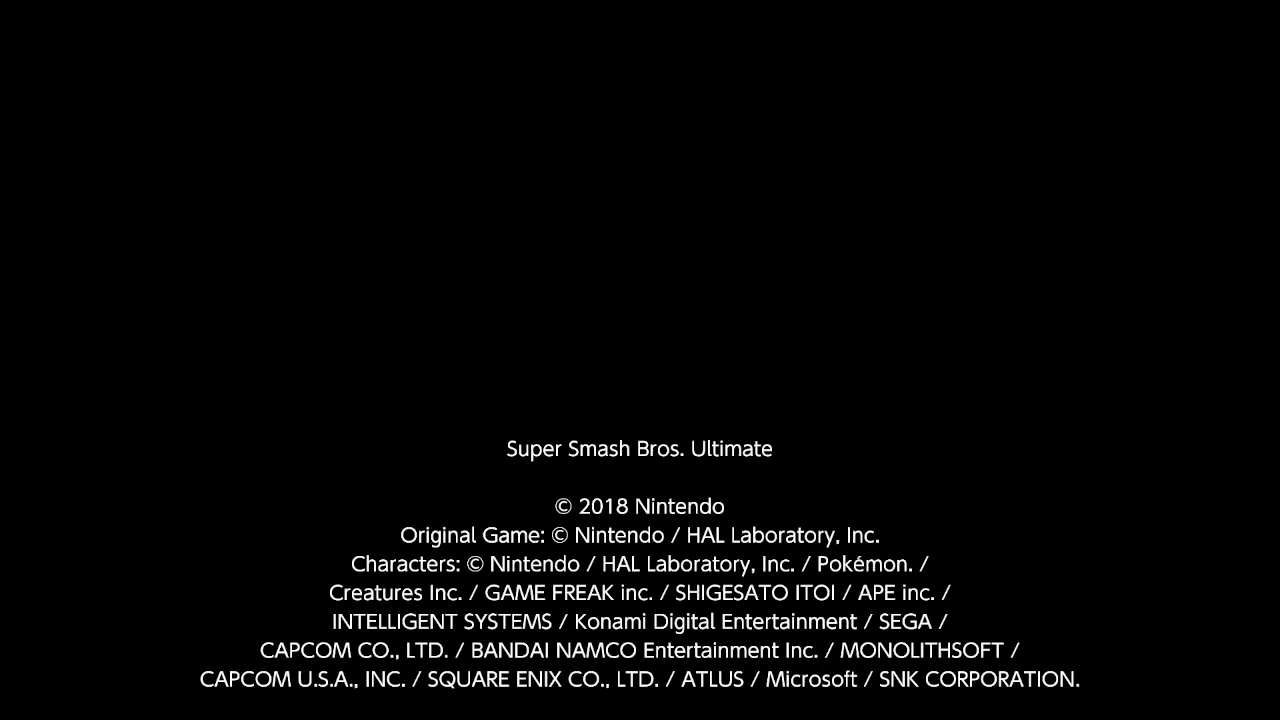 Super Smash Bros. Ultimate
© 2018 Nintendo
Original Game: © Nintendo / HAL Laboratory, Inc.
Characters: © Nintendo / HAL Laboratory, Inc. / Pokémon. /
Creatures Inc. / GAME FREAK inc. / SHIGESATO ITOI / APE inc. /
INTELLIGENT SYSTEMS / Konami Digital Entertainment / SEGA /
CAPCOM CO., LTD. / BANDAI NAMCO Entertainment Inc. / MONOLITHSOFT /
CAPCOM U.S.A., INC. / SQUARE ENIX CO., LTD. / ATLUS / Microsoft / SNK CORPORATION.